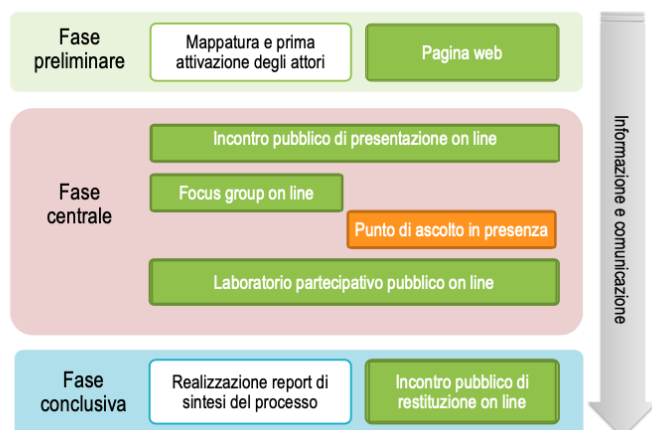 Fase
preliminare
Mappatura e prima
attivazione degli attori
Pagina web
Fase
centrale
Incontro pubblico di presentazione on line
Focus group on line
Punto di ascolto in presenza
Laboratorio partecipativo pubblico on line
Fase
conclusiva
Realizzazione report di
sintesi del processo
Incontro pubblico di
restituzione on line
Informazione e comunicazione